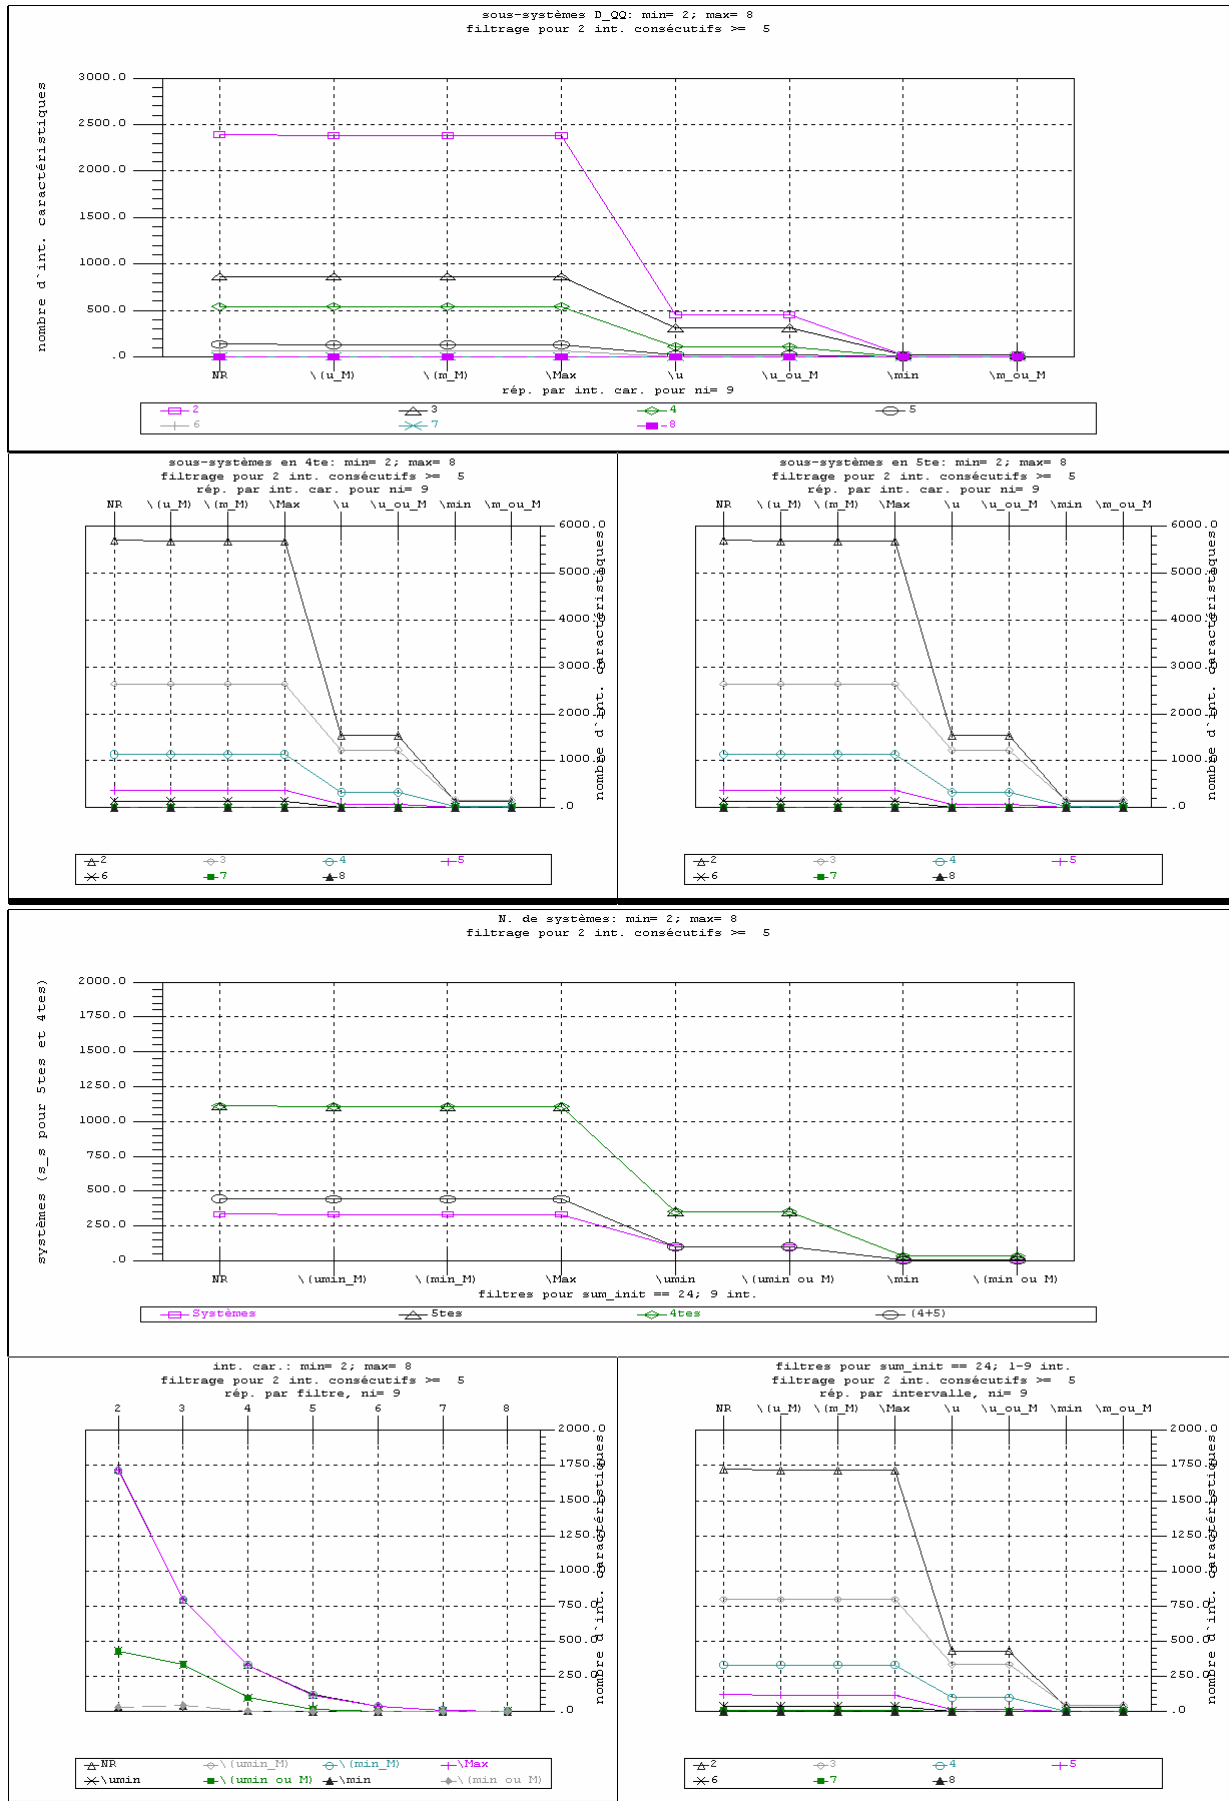 sous-systèmes D_QQ: min= 2; max= 8
filtrage pour 2 int. consécutifs >= 5
nombre d`int. caractéristiques
3000.0
2500.0
2000.0
1500.0
1000.0
500.0
.0
NR \(u_M) \(m_M) \Max \u \u_ou_M \min \m_ou_M
rép. par int. car. pour ni= 9
2 3 4 5
6 7 8
sous-systèmes en 4te: min= 2; max= 8
filtrage pour 2 int. consécutifs >= 5
rép. par int. car. pour ni= 9
NR \(u_M) \(m_M) \Max \u \u_ou_M \min \m_ou_M
6000.0
5000.0
4000.0
3000.0
2000.0
1000.0
.0
nombre d`int. caractéristiques
2 3 4 5
6 7 8
sous-systèmes en 5te: min= 2; max= 8
filtrage pour 2 int. consécutifs >= 5
rép. par int. car. pour ni= 9
NR \(u_M) \(m_M) \Max \u \u_ou_M \min \m_ou_M
6000.0
5000.0
4000.0
3000.0
2000.0
1000.0
.0
nombre d`int. caractéristiques
2 3 4 5
6 7 8
N. de systèmes: min= 2; max= 8
filtrage pour 2 int. consécutifs >= 5
systèmes (s_s pour 5tes et 4tes)
2000.0
1750.0
1500.0
1250.0
1000.0
750.0
500.0
250.0
.0
NR \(umin_M) \(min_M) \Max \umin \(umin ou M) \min \(min ou M)
filtres pour sum_init == 24; 9 int.
Systèmes 5tes 4tes (4+5)
int. car.: min= 2; max= 8
filtrage pour 2 int. consécutifs >= 5
rép. par filtre, ni= 9
2 3 4 5 6 7 8
2000.0
1750.0
1500.0
1250.0
1000.0
750.0
500.0
250.0
.0
nombre d`int. caractéristiques
NR \(umin_M) \(min_M) \Max
\umin \(umin ou M) \min \(min ou M)
filtres pour sum_init == 24; 1-9 int.
filtrage pour 2 int. consécutifs >= 5
rép. par intervalle, ni= 9
NR \(u_M) \(m_M) \Max \u \u_ou_M \min \m_ou_M
2000.0
1750.0
1500.0
1250.0
1000.0
750.0
500.0
250.0
.0
nombre d`int. caractéristiques
2 3 4 5
6 7 8